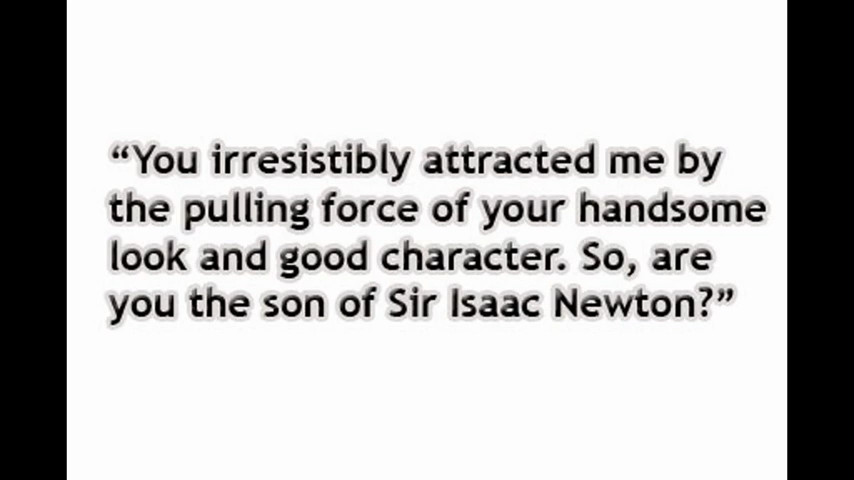 “You irresistibly attracted me by
the pulling force of your handsome
look and good character. So, are
you the son of Sir Isaac Newton?”